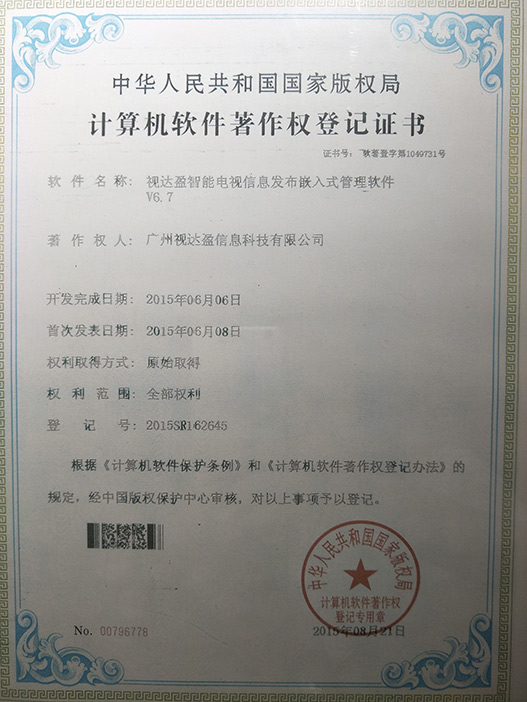 中华人民共和国国家版权局
计算机软件著作权登记证书
证书号: 软著登字第1049731号
软件名称: 视达盈智能电视信息发布嵌入式管理软件
V6.7
著作权人: 广州视达盈信息科技有限公司
开发完成日期: 2015年06月06日
首次发表日期: 2015年06月08日
权利取得方式: 原始取得
权利范围: 全部权利
登记号: 2015SR162645
根据《计算机软件保护条例》和《计算机软件著作权登记办法》的
规定,经中国版权保护中心审核,对以上事项予以登记。
中华人民共和国国家版权局
计算机软件著作权
登记专用章
No. 00796778
2015年08月21日